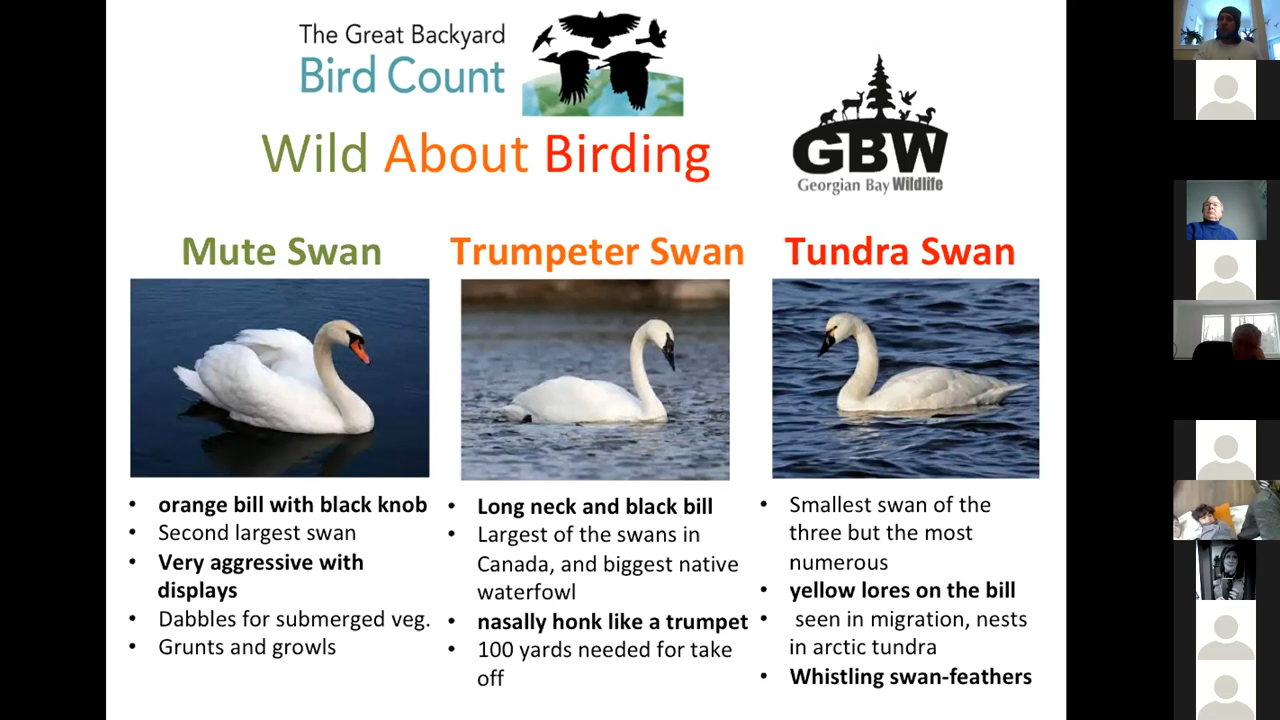 The Great Backyard
Bird Count
Wild About Birding
GBW
Georgian Bay Wildlife
Mute Swan
• orange bill with black knob
• Second largest swan
• Very aggressive with
displays
• Dabbles for submerged veg.
• Grunts and growls
Trumpeter Swan
• Long neck and black bill
• Largest of the swans in
Canada, and biggest native
waterfowl
• nasally honk like a trumpet
• 100 yards needed for take
off
Tundra Swan
• Smallest swan of the
three but the most
numerous
• yellow lores on the bill
• seen in migration, nests
in arctic tundra
• Whistling swan-feathers